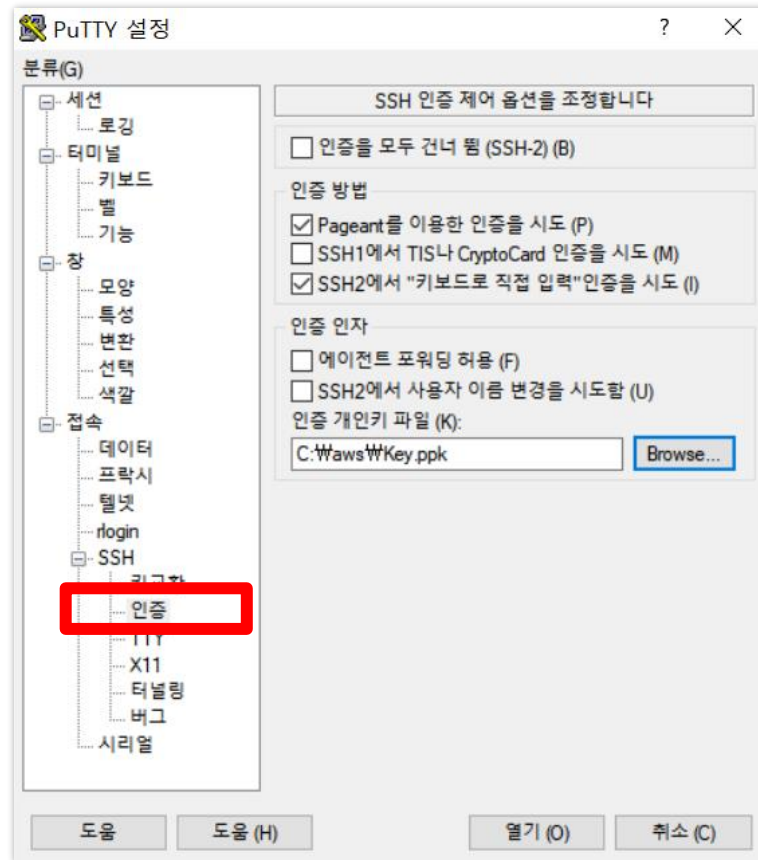 PuTTY 설정
분류(G)
세션
로깅
터미널
키보드
벨
기능
창
모양
특성
변환
선택
색깔
접속
데이터
프락시
텔넷
rlogin
SSH
키교환
인증
TTY
X11
터널링
버그
시리얼
SSH 인증 제어 옵션을 조정합니다
인증을 모두 건너 뜀 (SSH-2) (B)
인증 방법
Pageant를 이용한 인증을 시도 (P)
SSH1에서 TIS나 CryptoCard 인증을 시도 (M)
SSH2에서 "키보드로 직접 입력"인증을 시도 (I)
인증 인자
에이전트 포워딩 허용 (F)
SSH2에서 사용자 이름 변경을 시도함 (U)
인증 개인키 파일 (K):
C:₩aws₩Key.ppk
Browse...
도움
도움 (H)
열기 (O)
취소 (C)